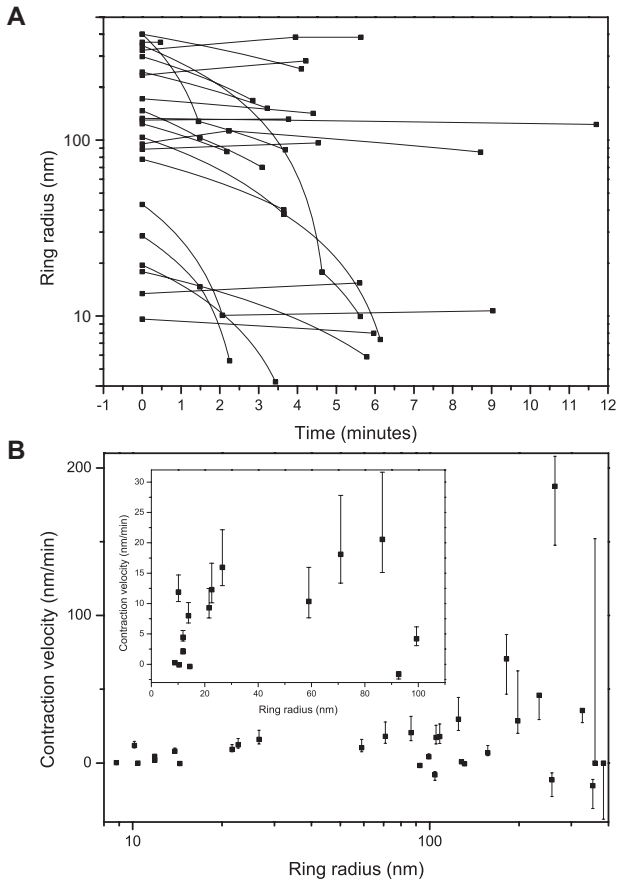 A
Ring radius (nm)
100
10
-1 0 1 2 3 4 5 6 7 8 9 10 11 12
Time (minutes)
B
Contraction velocity (nm/min)
200
100
0
Contraction velocity (nm/min)
30
25
20
15
10
5
0
0 20 40 60 80 100
Ring radius (nm)
10 100
Ring radius (nm)